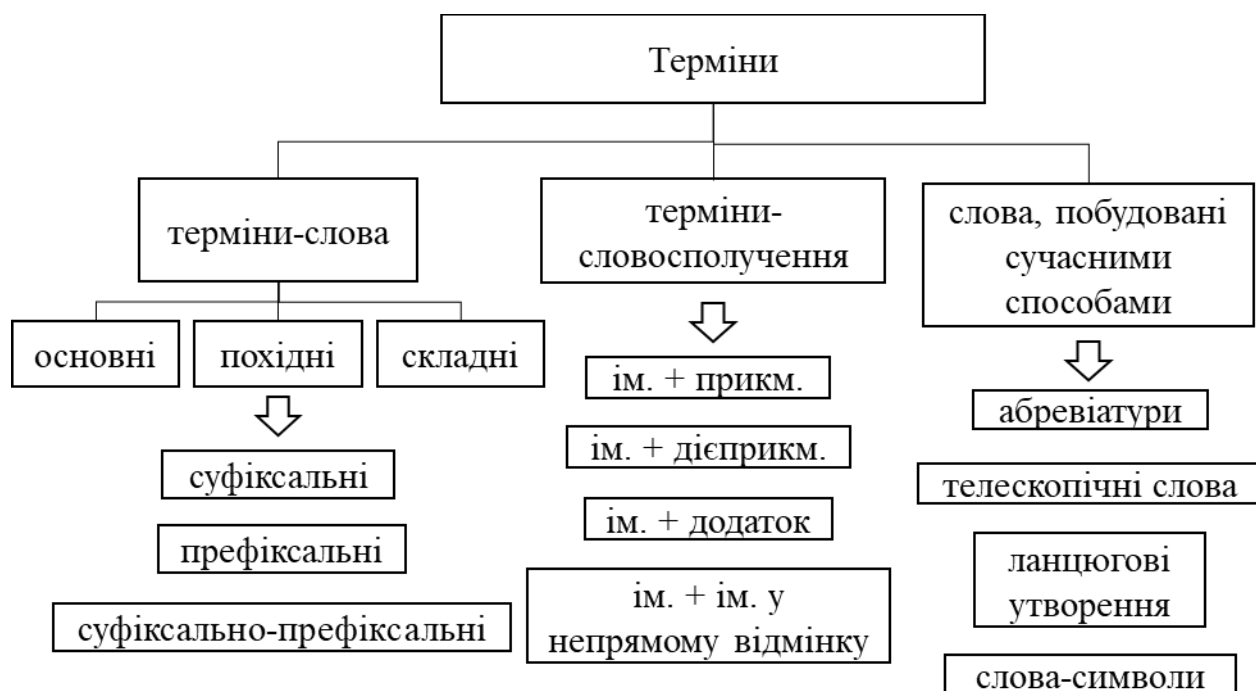 Терміни
терміни-слова
терміни-
словосполучення
слова, побудовані
сучасними
способами
основні
похідні
складні
суфіксальні
префіксальні
суфіксально-префіксальні
ім. + прикм.
ім. + дієприкм.
ім. + додаток
ім. + ім. у
непрямому відмінку
абревіатури
телескопічні слова
ланцюгові
утворення
слова-символи